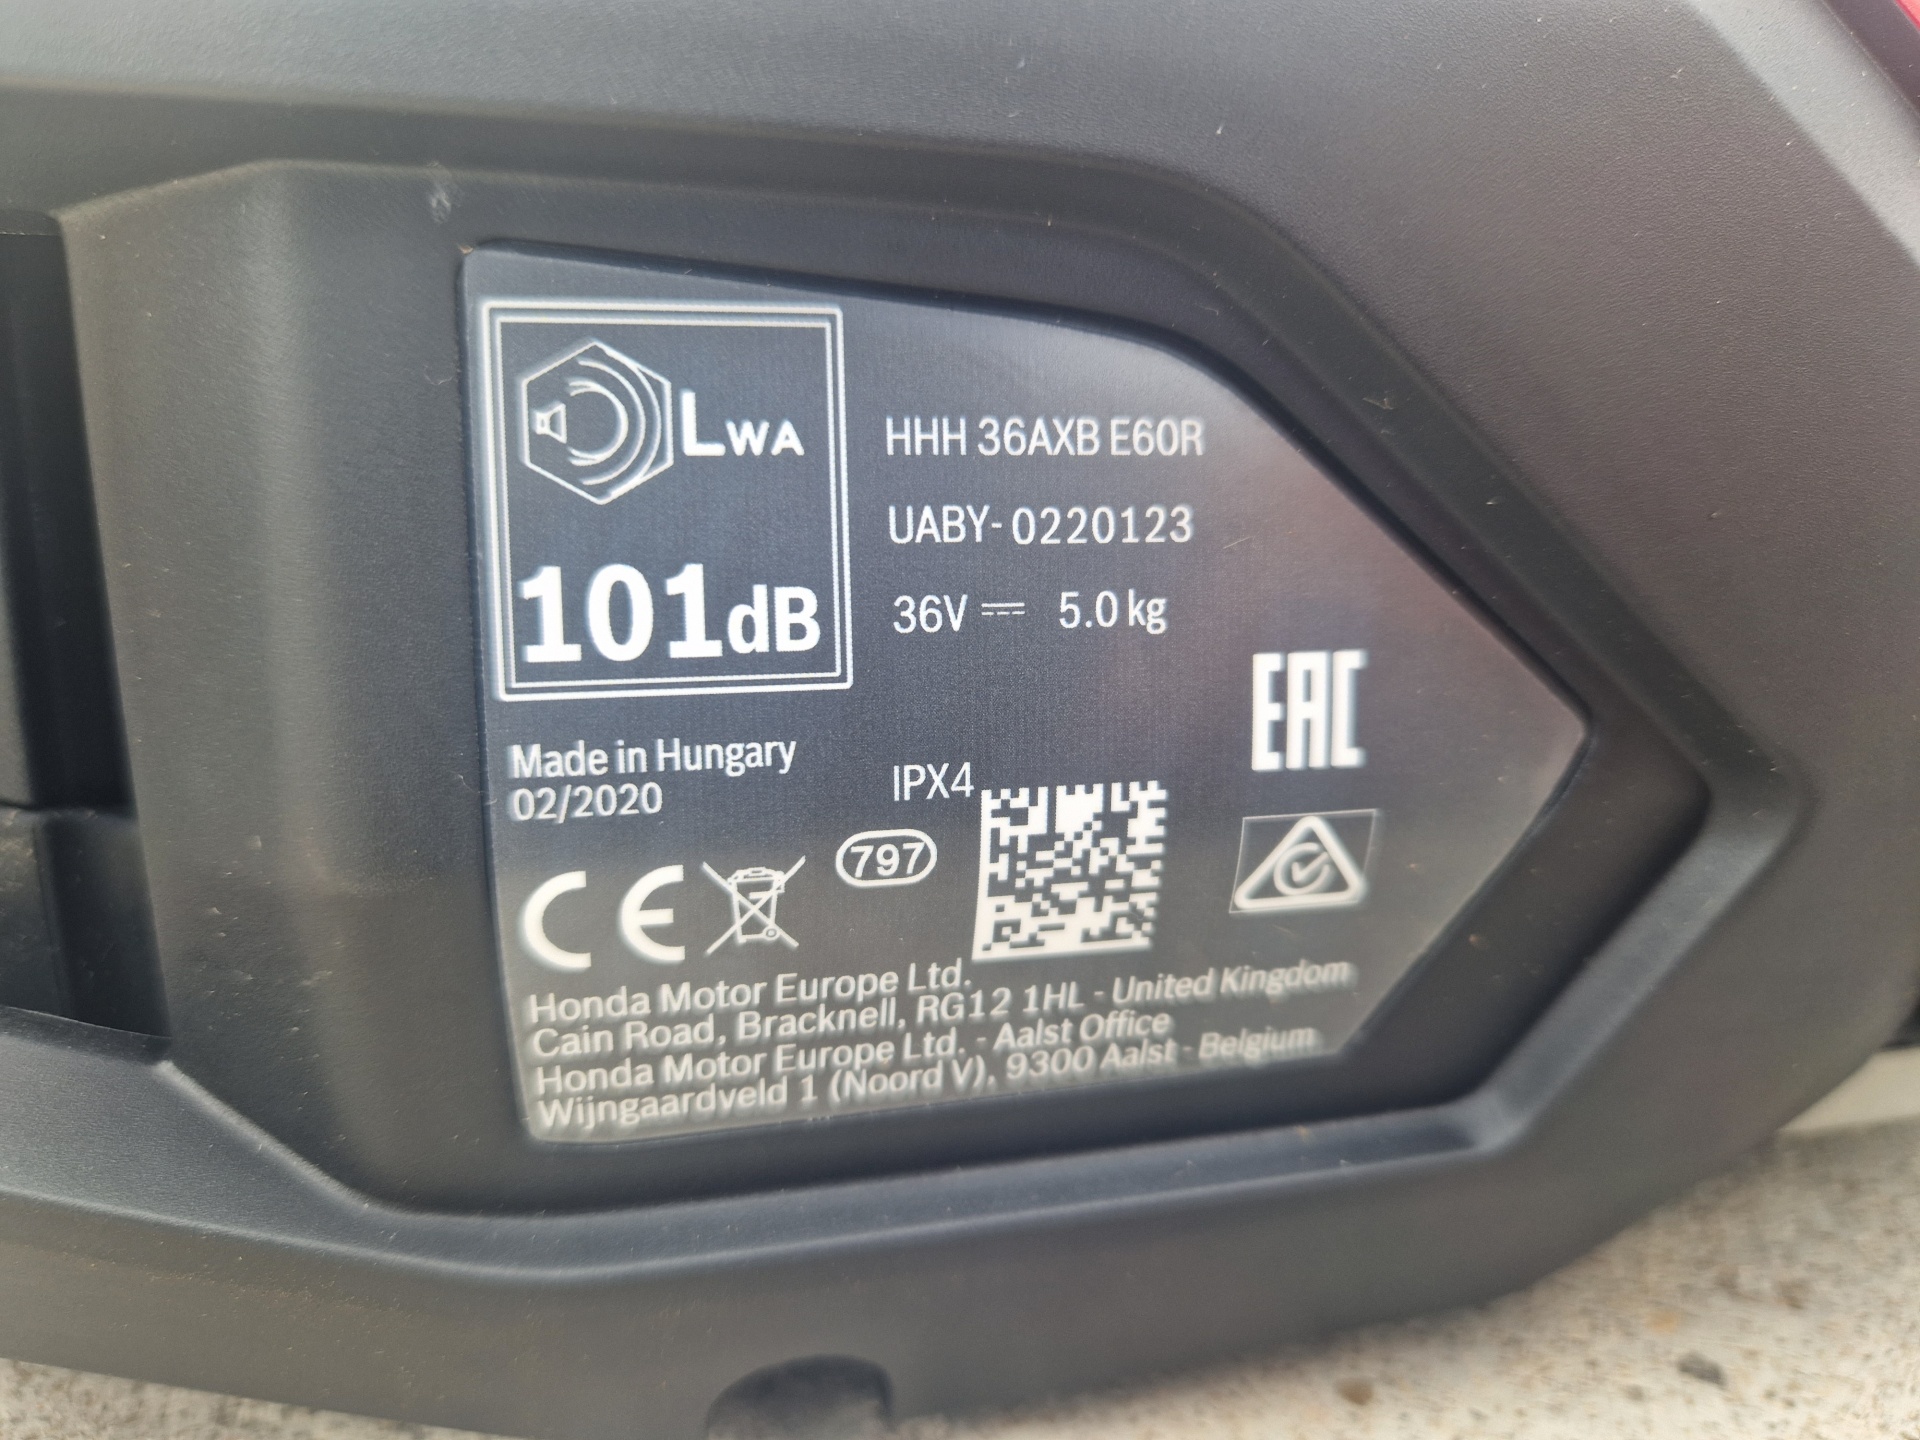 LWA
101dB
HHH 36AXB E60R
UABY-0220123
36V 5.0 kg
Made in Hungary
02/2020
IPX4
EAC
CE
797
Honda Motor Europe Ltd.
Cain Road, Bracknell, RG12 1HL - United Kingdom
Honda Motor Europe Ltd. - Aalst Office
Wijngaardveld 1 (Noord V), 9300 Aalst - Belgium